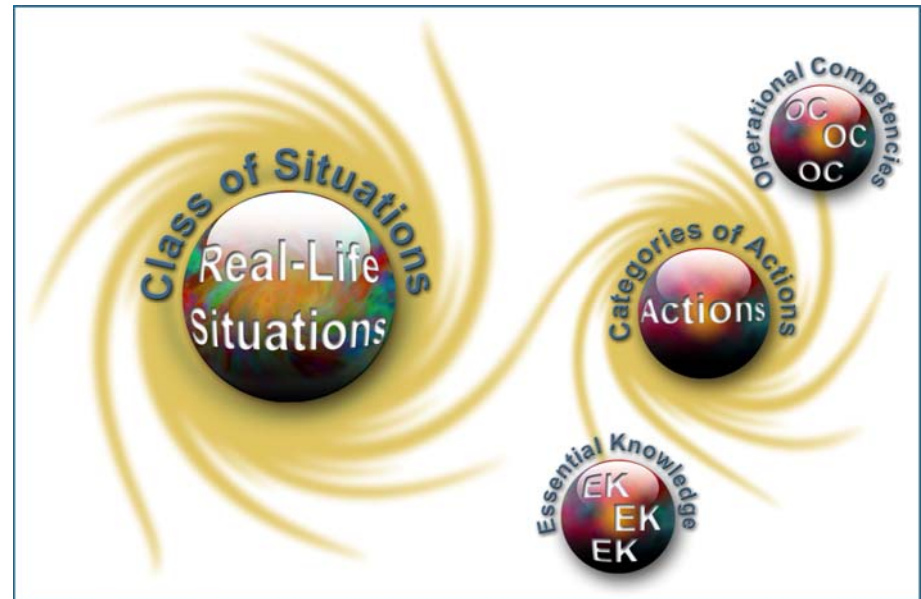 Class of Situations
Real-Life
Situations
Operational Competencies
OC
OC
OC
Categories of Actions
Actions
Essential Knowledge
EK
EK
EK